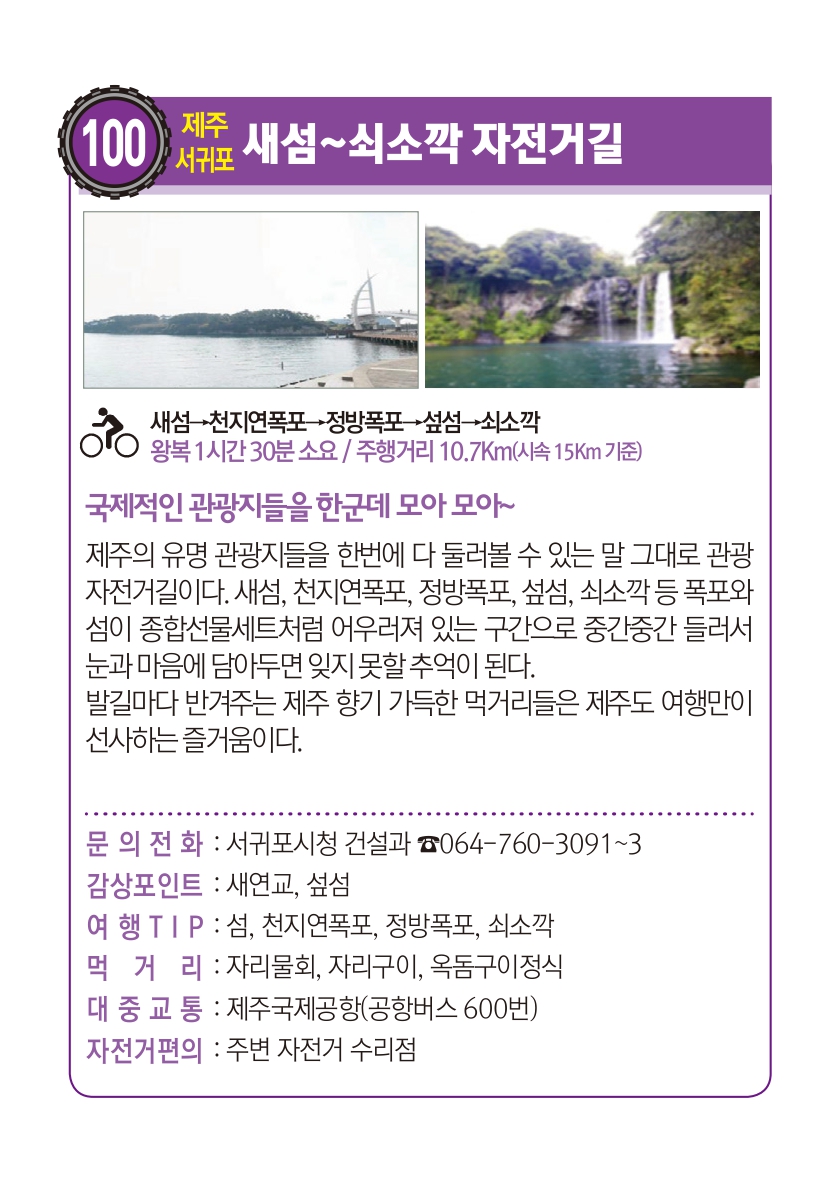 100 제주 서귀포 새섬~쇠소깍 자전거길
새섬→천지연폭포→정방폭포→섶섬→쇠소깍
왕복 1시간 30분 소요 / 주행거리 10.7Km(시속 15Km 기준)
국제적인 관광지들을 한군데 모아 모아~
제주의 유명 관광지들을 한번에 다 둘러볼 수 있는 말 그대로 관광
자전거길이다. 새섬, 천지연폭포, 정방폭포, 섶섬, 쇠소깍 등 폭포와
섬이 종합선물세트처럼 어우러져 있는 구간으로 중간중간 들러서
눈과 마음에 담아두면 잊지 못할 추억이 된다.
발길마다 반겨주는 제주 향기 가득한 먹거리들은 제주도 여행만이
선사하는 즐거움이다.
문 의 전 화 : 서귀포시청 건설과 ☎064-760-3091~3
감상포인트 : 새연교, 섶섬
여 행 T I P : 섬, 천지연폭포, 정방폭포, 쇠소깍
먹 거 리 : 자리물회, 자리구이, 옥돔구이정식
대 중 교 통 : 제주국제공항(공항버스 600번)
자전거편의 : 주변 자전거 수리점